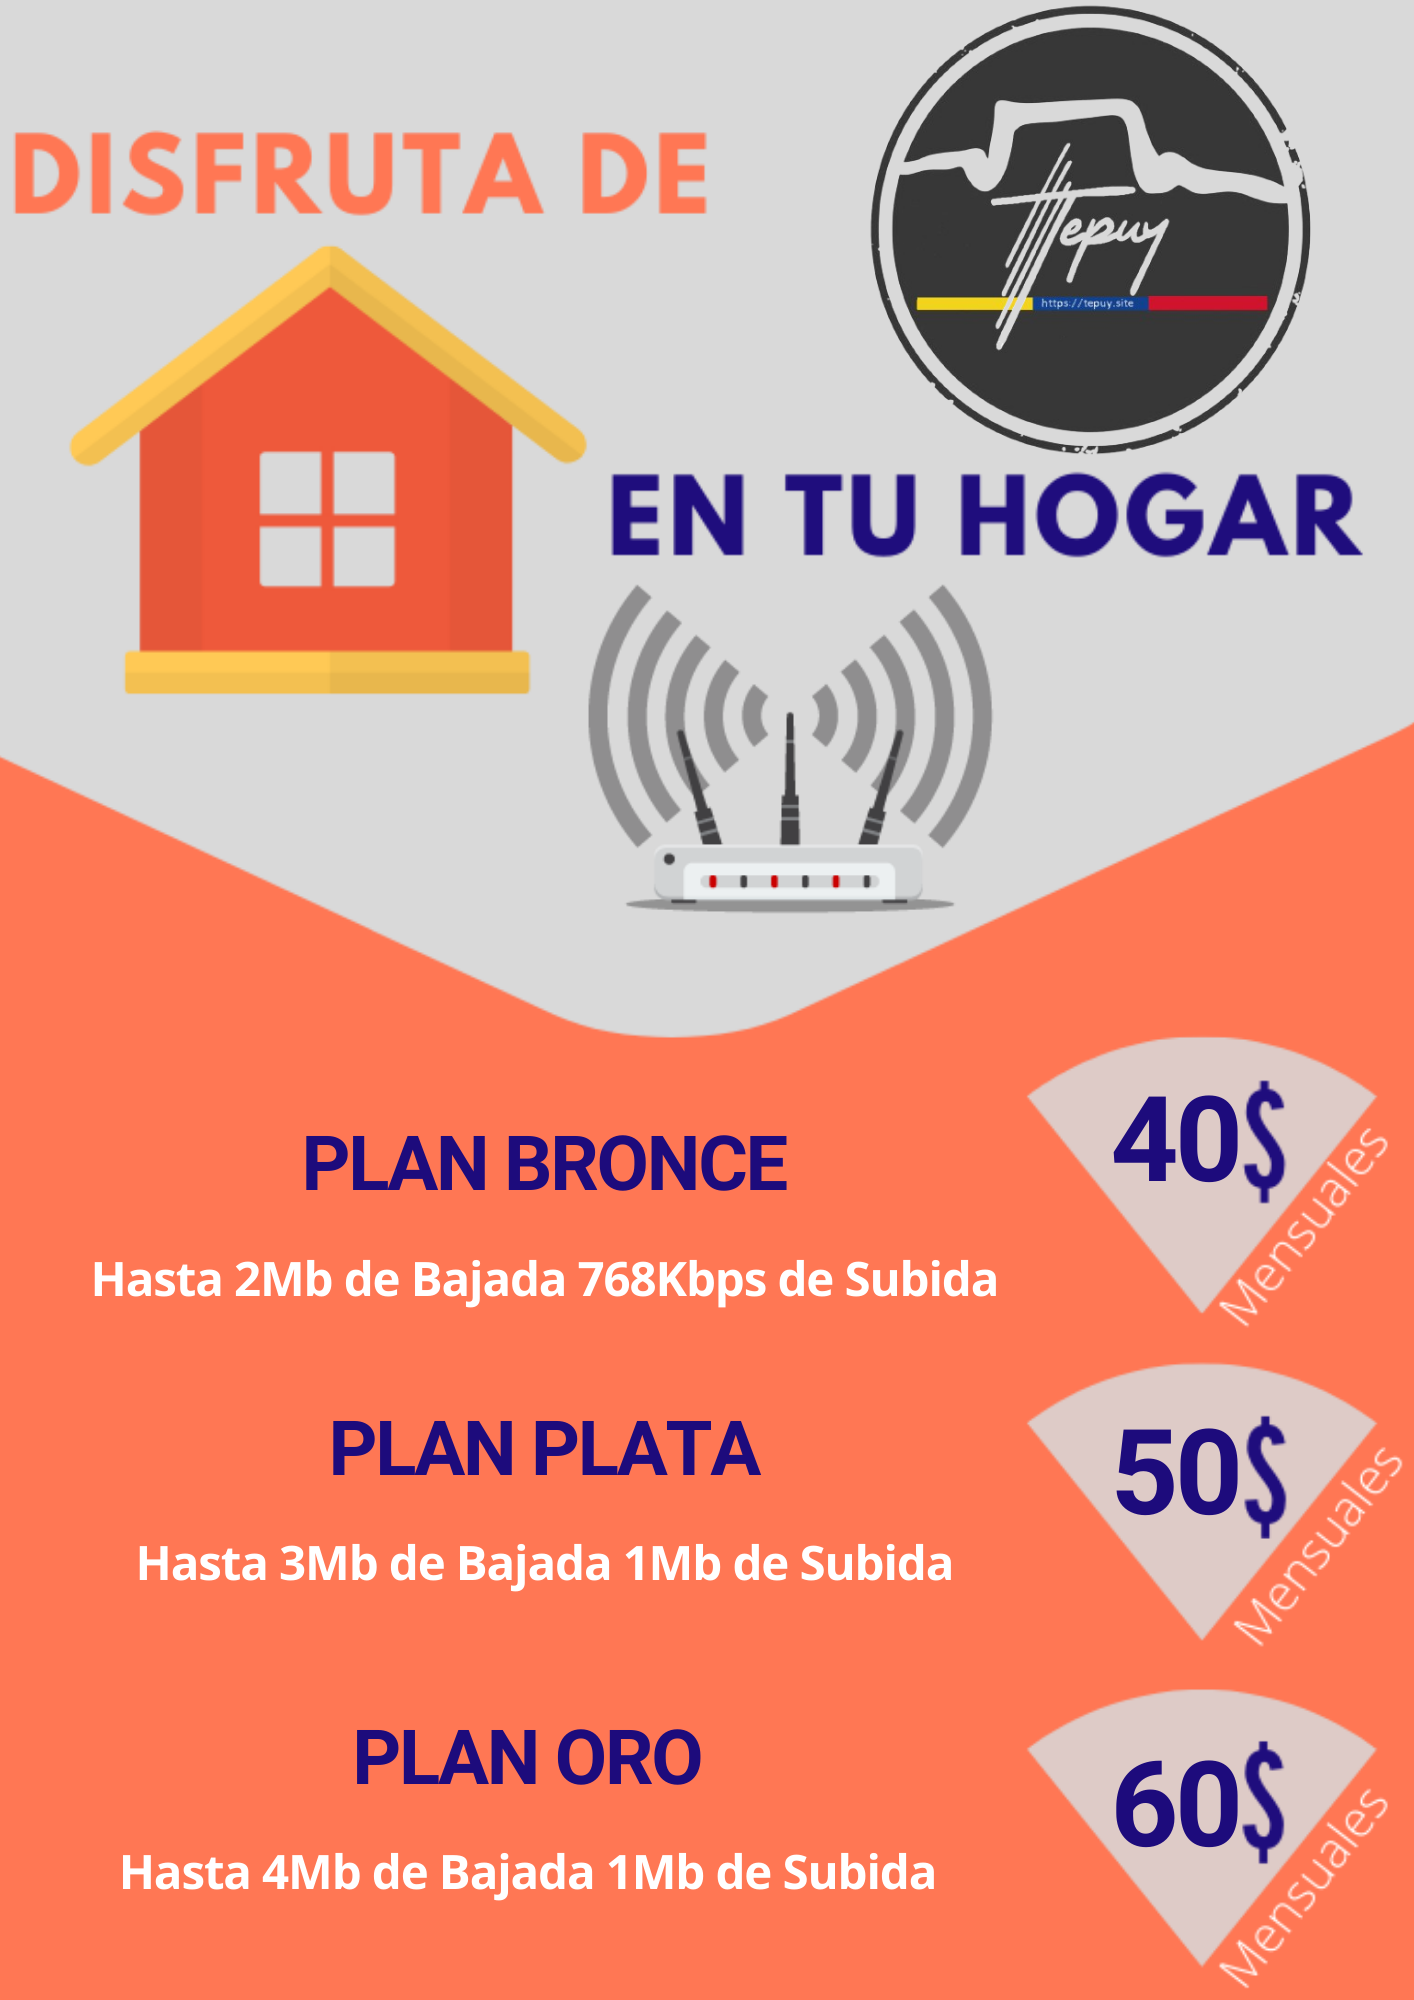 DISFRUTA DE
Tepuy
https://tepuy.site
EN TU HOGAR
PLAN BRONCE
40$
Mensuales
Hasta 2Mb de Bajada 768Kbps de Subida
PLAN PLATA
50$
Mensuales
Hasta 3Mb de Bajada 1Mb de Subida
PLAN ORO
60$
Mensuales
Hasta 4Mb de Bajada 1Mb de Subida